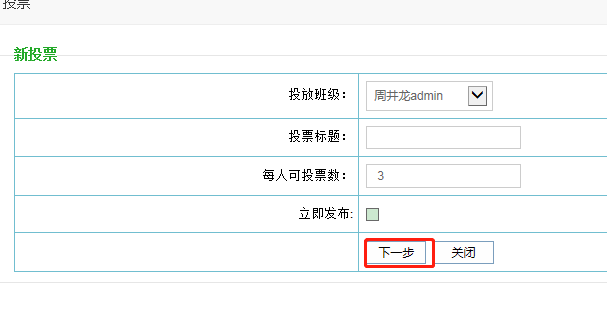 投票
新投票
投放班级： 周井龙admin
投票标题：
每人可投票数： 3
立即发布:
下一步 关闭